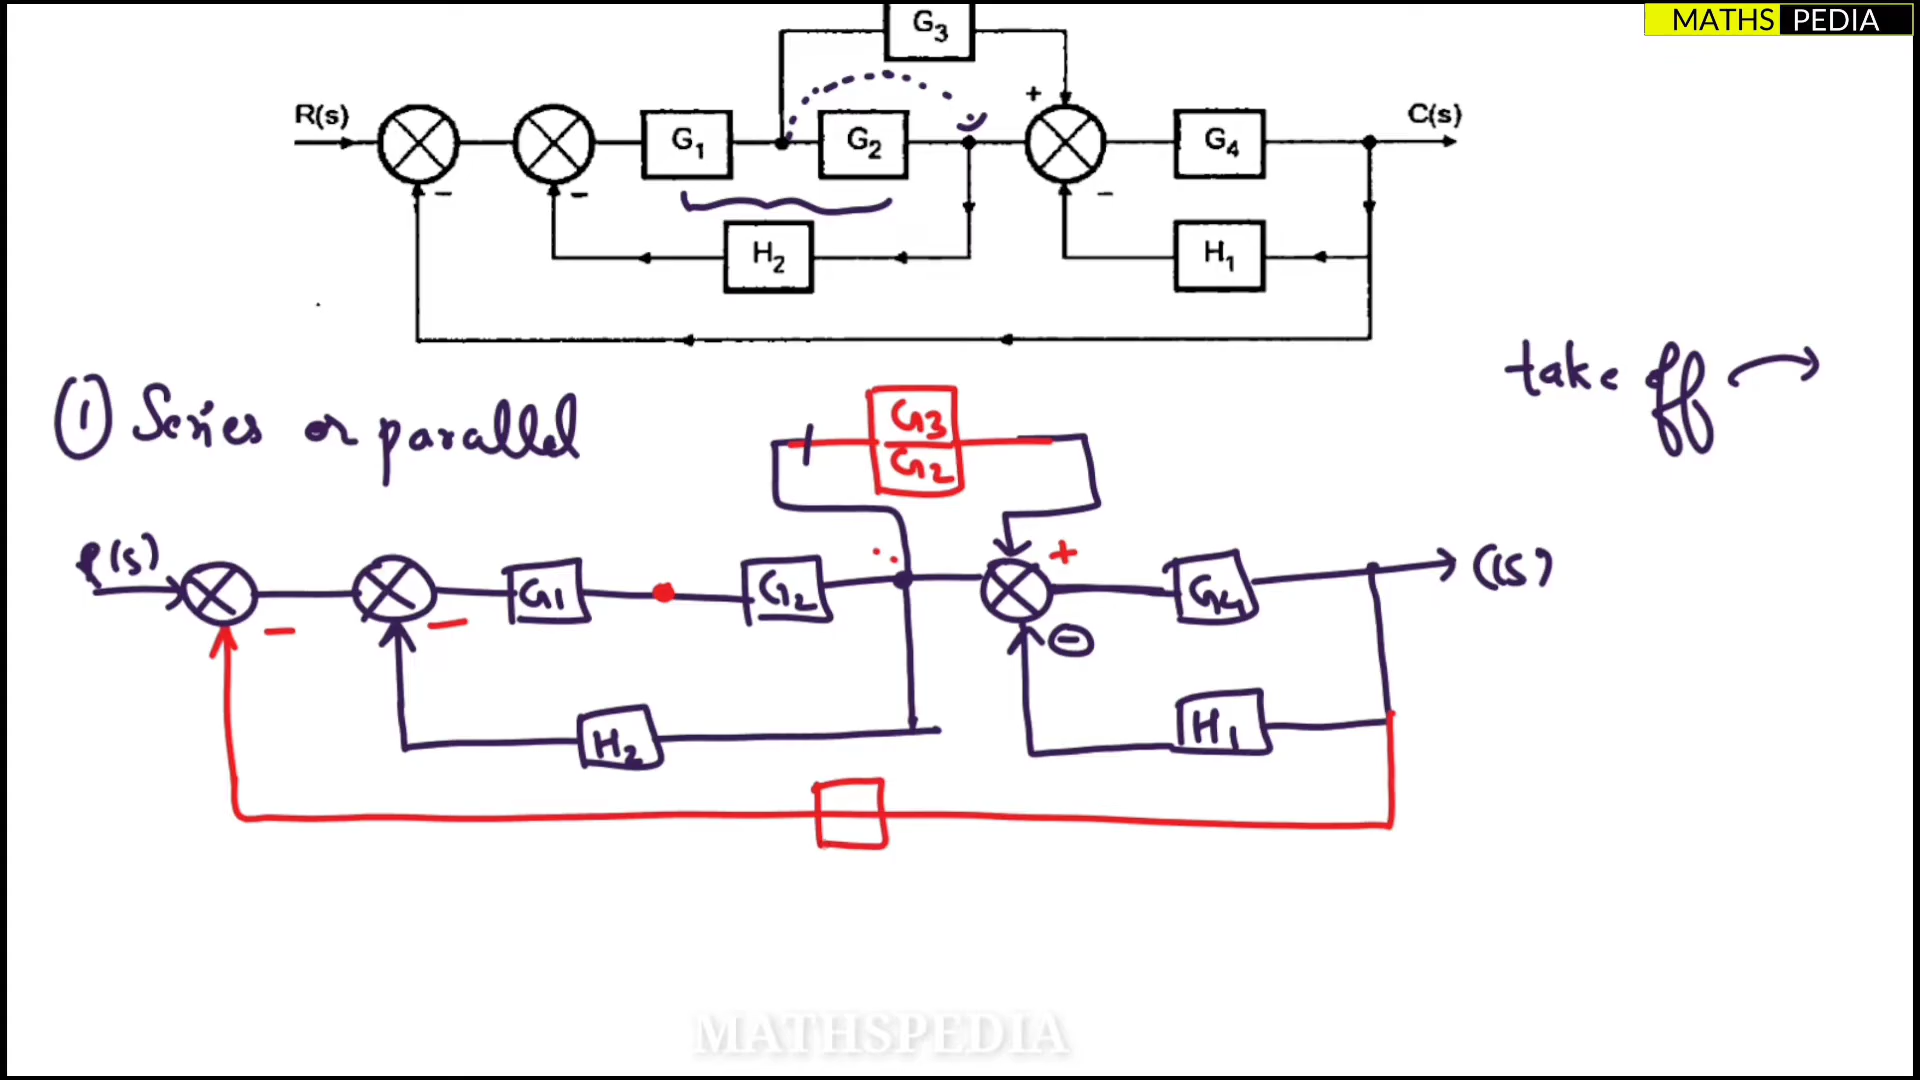 MATHS PEDIA
G3
R(s) G1 G2 + G4 C(s)
− − −
H2 H1
take off
① Series or parallel
G3
G2
R(s) + C(s)
G1 G2 G4
− − −
H2 H1
MATHSPEDIA